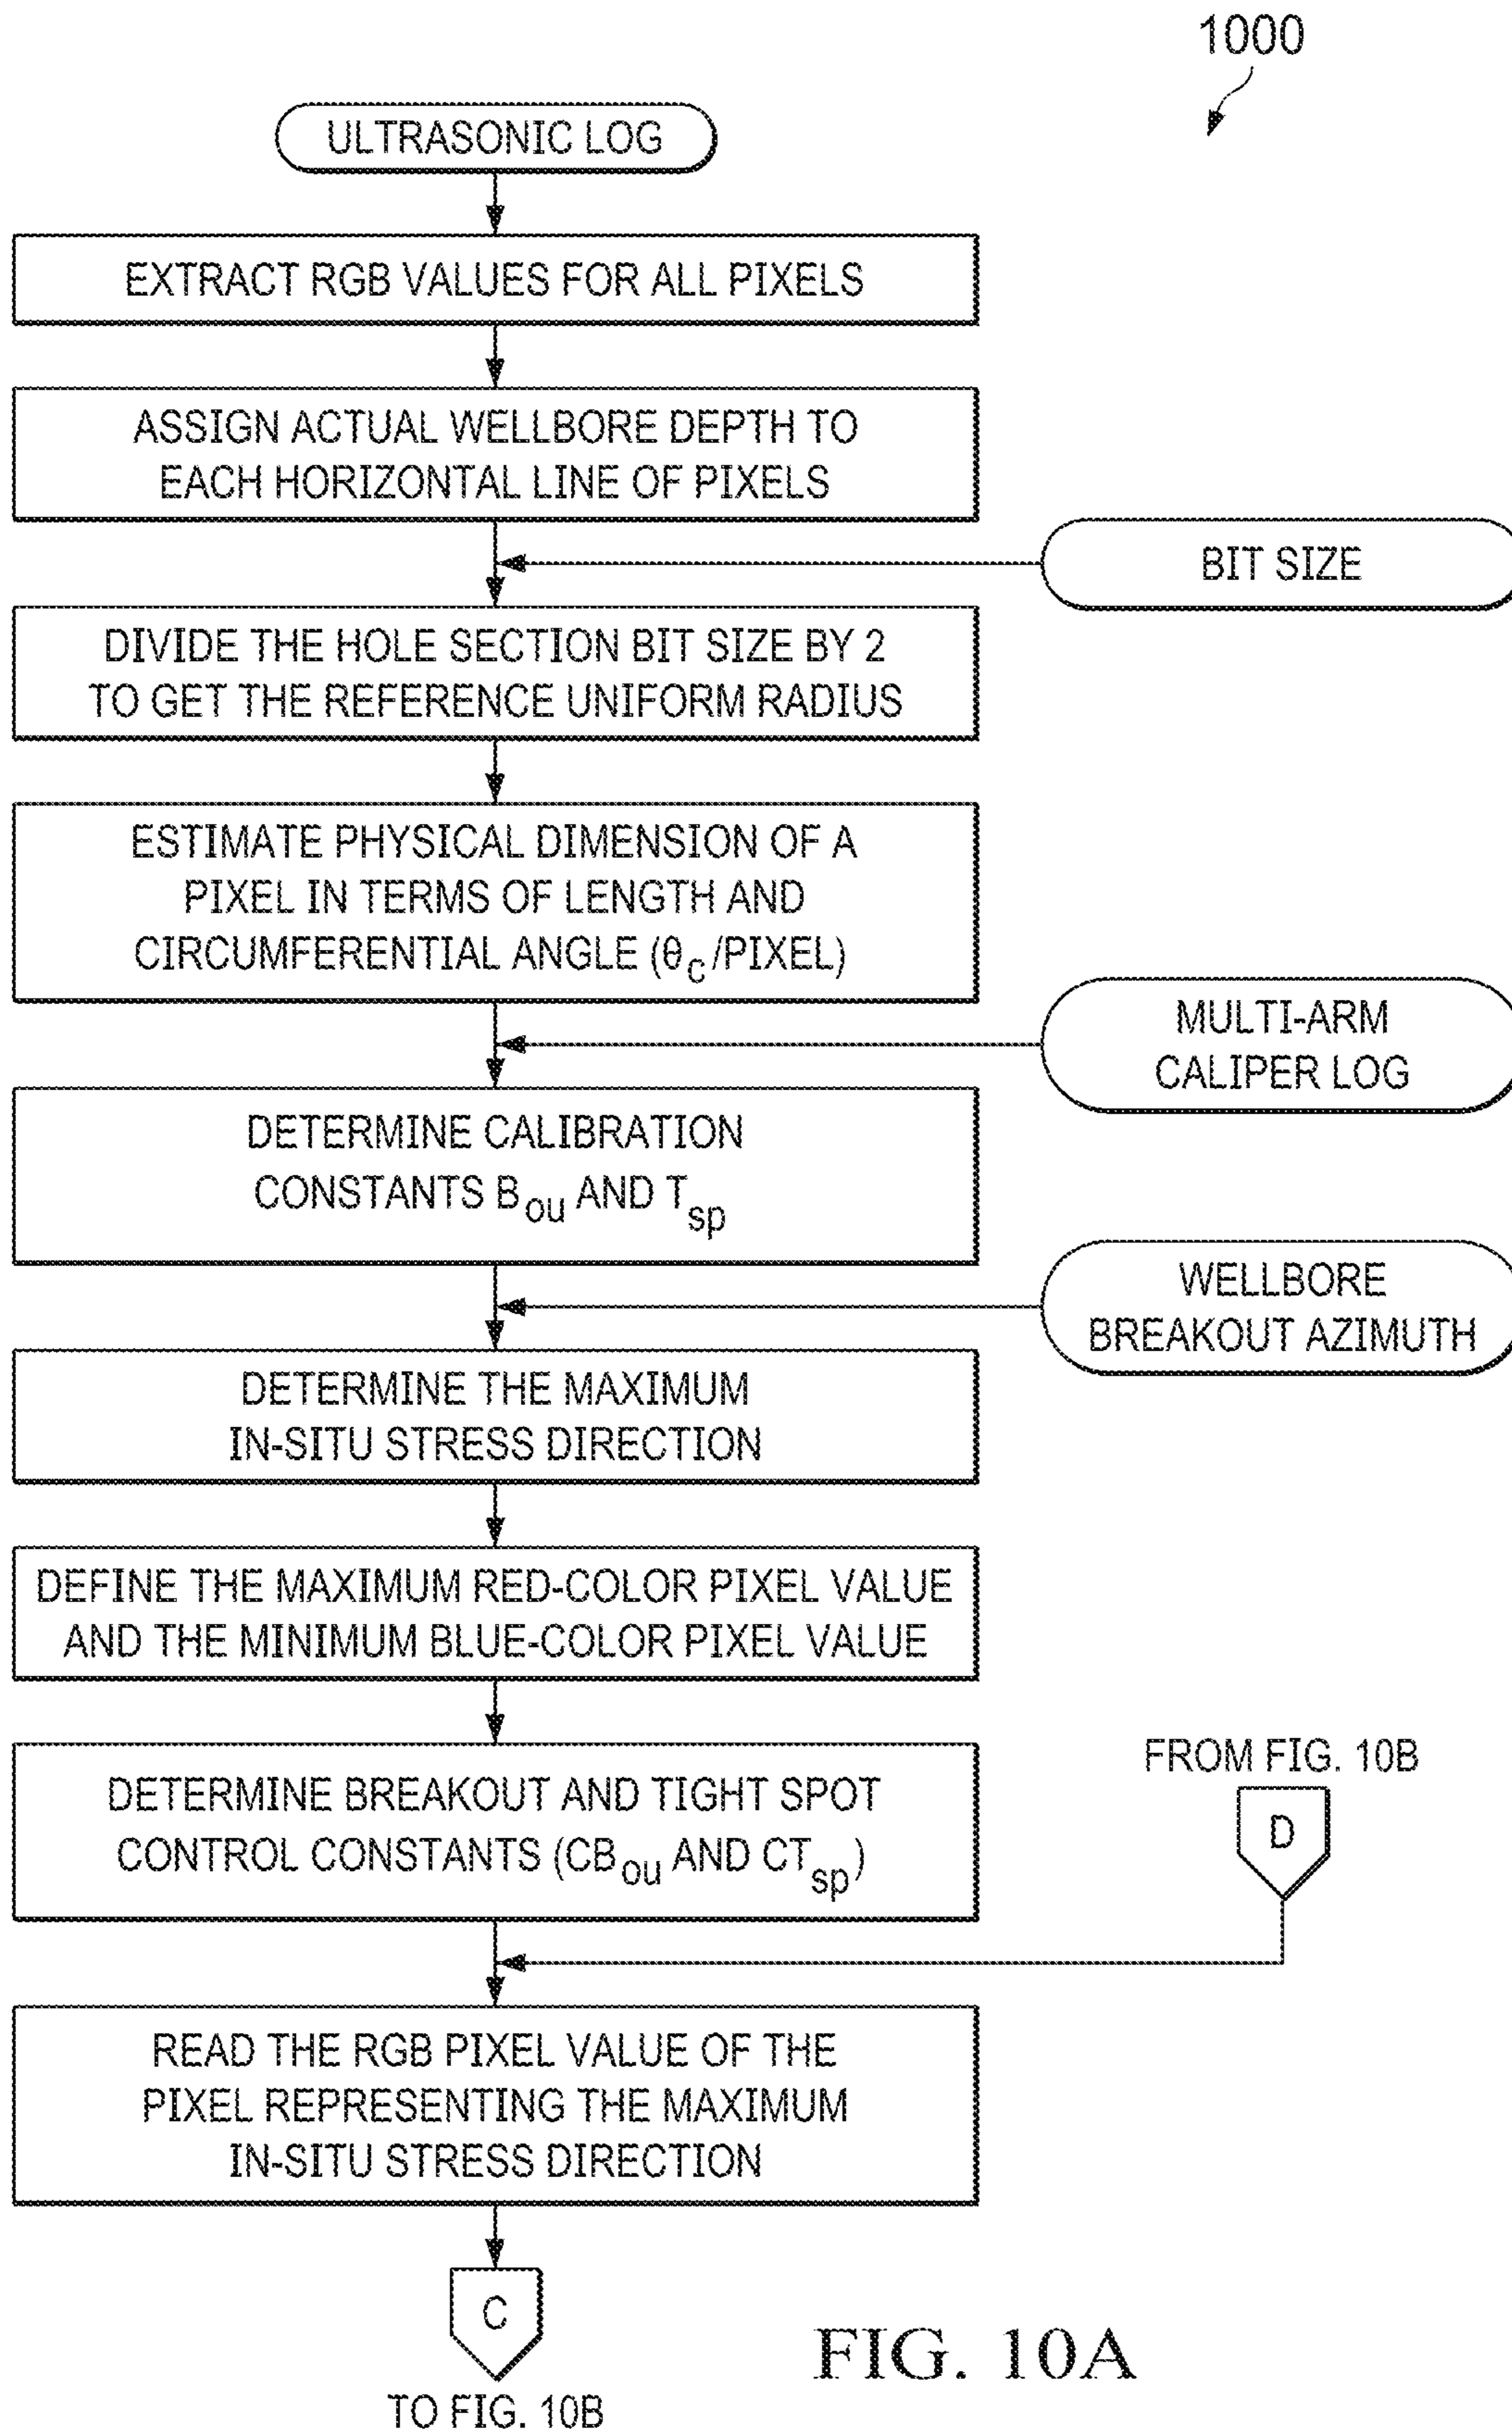 1000
ULTRASONIC LOG
EXTRACT RGB VALUES FOR ALL PIXELS
ASSIGN ACTUAL WELLBORE DEPTH TO
EACH HORIZONTAL LINE OF PIXELS
BIT SIZE
DIVIDE THE HOLE SECTION BIT SIZE BY 2
TO GET THE REFERENCE UNIFORM RADIUS
ESTIMATE PHYSICAL DIMENSION OF A
PIXEL IN TERMS OF LENGTH AND
CIRCUMFERENTIAL ANGLE (θc/PIXEL)
MULTI-ARM
CALIPER LOG
DETERMINE CALIBRATION
CONSTANTS Bou AND Tsp
WELLBORE
BREAKOUT AZIMUTH
DETERMINE THE MAXIMUM
IN-SITU STRESS DIRECTION
DEFINE THE MAXIMUM RED-COLOR PIXEL VALUE
AND THE MINIMUM BLUE-COLOR PIXEL VALUE
DETERMINE BREAKOUT AND TIGHT SPOT
CONTROL CONSTANTS (CBou AND CTsp)
FROM FIG. 10B
D
READ THE RGB PIXEL VALUE OF THE
PIXEL REPRESENTING THE MAXIMUM
IN-SITU STRESS DIRECTION
C
TO FIG. 10B
FIG. 10A